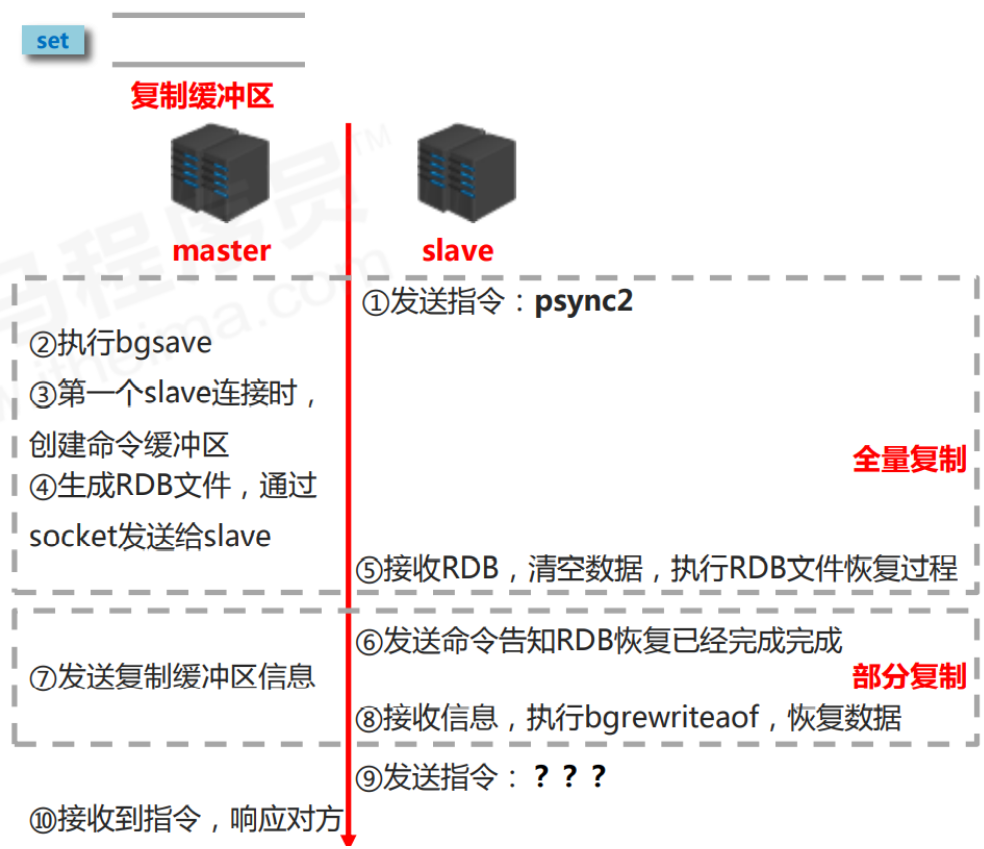 set
复制缓冲区
master
slave
①发送指令：psync2
②执行bgsave
③第一个slave连接时，
创建命令缓冲区
④生成RDB文件，通过
socket发送给slave
全量复制
⑤接收RDB，清空数据，执行RDB文件恢复过程
⑥发送命令告知RDB恢复已经完成完成
⑦发送复制缓冲区信息
部分复制
⑧接收信息，执行bgrewriteaof，恢复数据
⑨发送指令：？？？
⑩接收到指令，响应对方